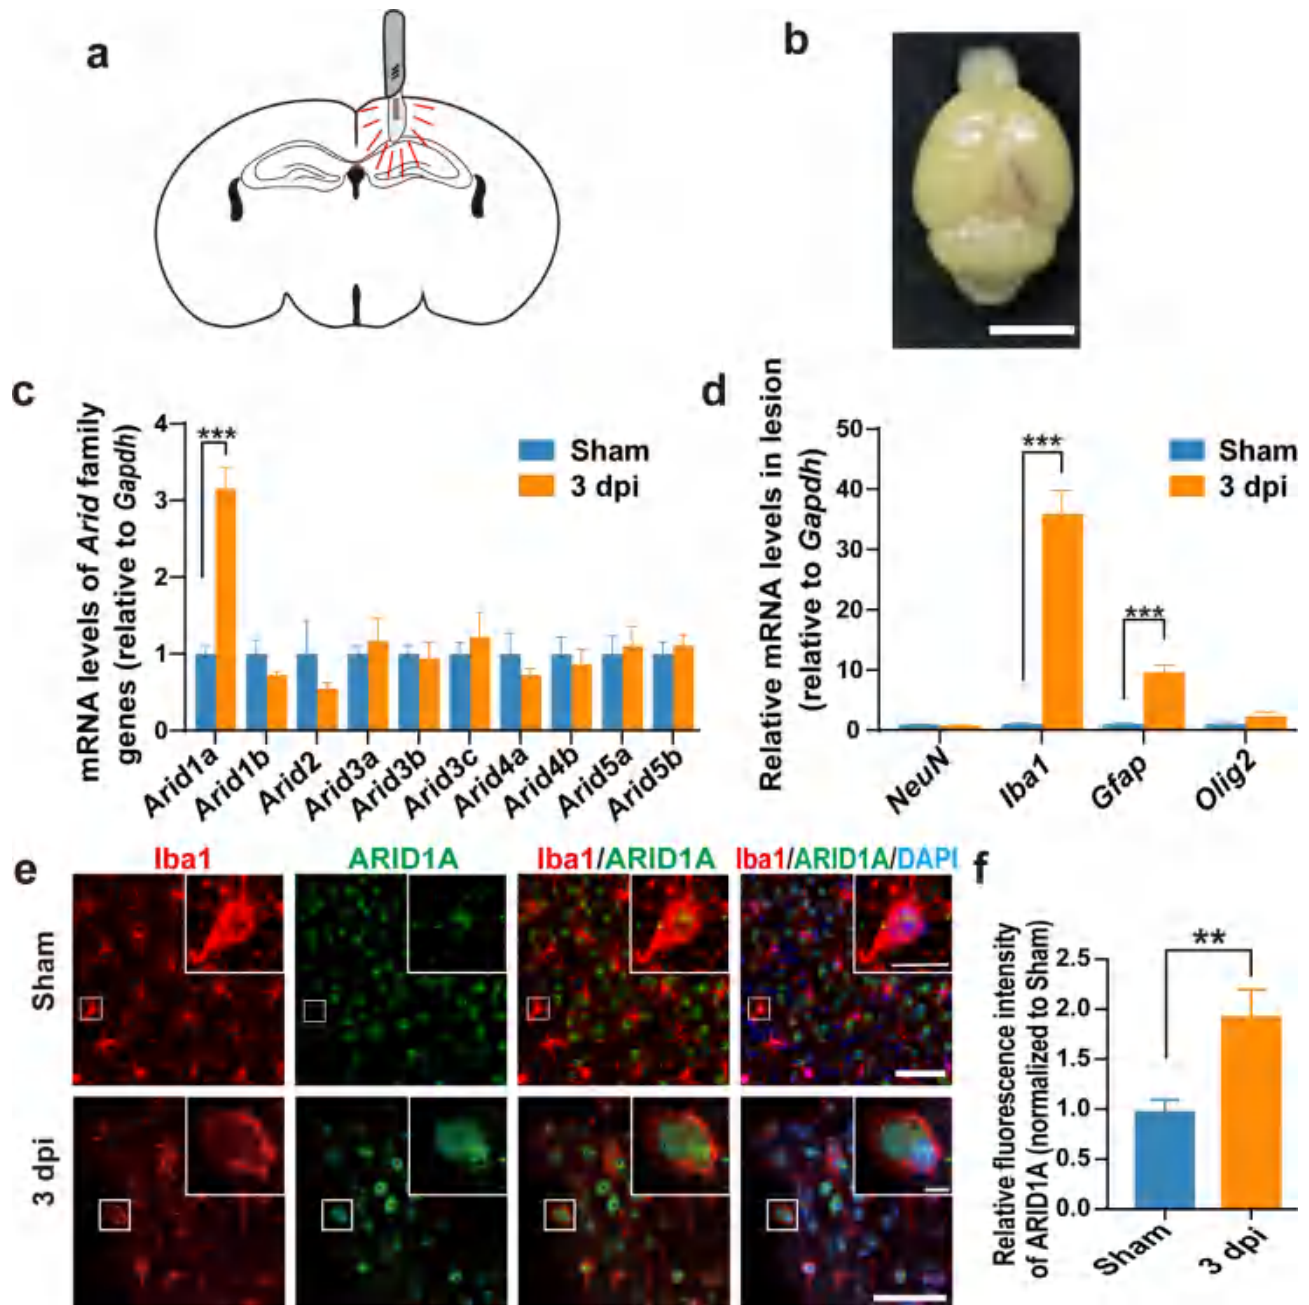 a
b
c
mRNA levels of Arid family
genes (relative to Gapdh)
4
3
2
1
0
***
Sham
3 dpi
Arid1a
Arid1b
Arid2
Arid3a
Arid3b
Arid3c
Arid4a
Arid4b
Arid5a
Arid5b
d
Relative mRNA levels in lesion
(relative to Gapdh)
50
40
30
20
10
0
***
***
Sham
3 dpi
NeuN
Iba1
Gfap
Olig2
e
Iba1
ARID1A
Iba1/ARID1A
Iba1/ARID1A/DAPI
Sham
3 dpi
f
Relative fluorescence intensity
of ARID1A (normalized to Sham)
2.5
2.0
1.5
1.0
0.5
0.0
**
Sham
3 dpi